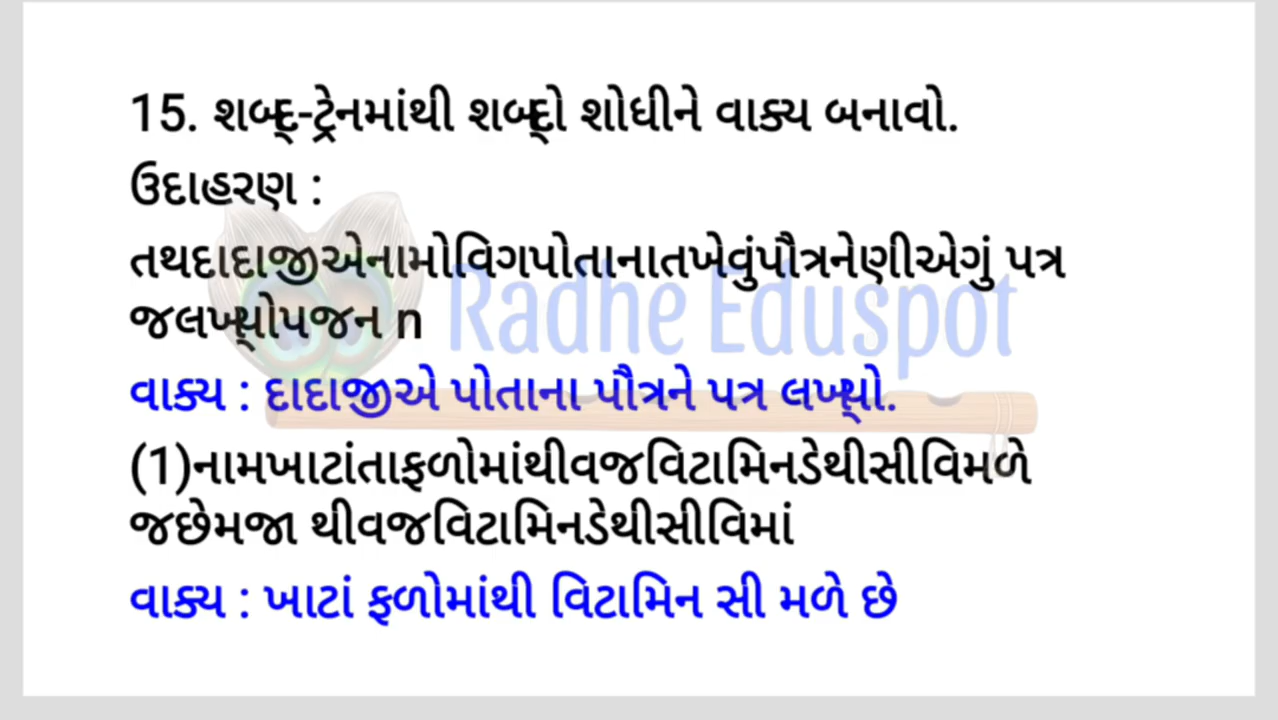 15. શબ્દ-ટ્રેનમાંથી શબ્દો શોધીને વાક્ય બનાવો.
ઉદાહરણ :
તથદાદાજીએનામોવિગપોતાનાતખેવુંપૌત્રનેણીએગું પત્ર
જલખ્યોપજન n
Radhe Eduspot
વાક્ય : દાદાજીએ પોતાના પૌત્રને પત્ર લખ્યો.
(1)નામખાટાંતાફળોમાંથીવજવિટામિનડેથીસીવિમળે
જછેમજા થીવજવિટામિનડેથીસીવિમાં
વાક્ય : ખાટાં ફળોમાંથી વિટામિન સી મળે છે